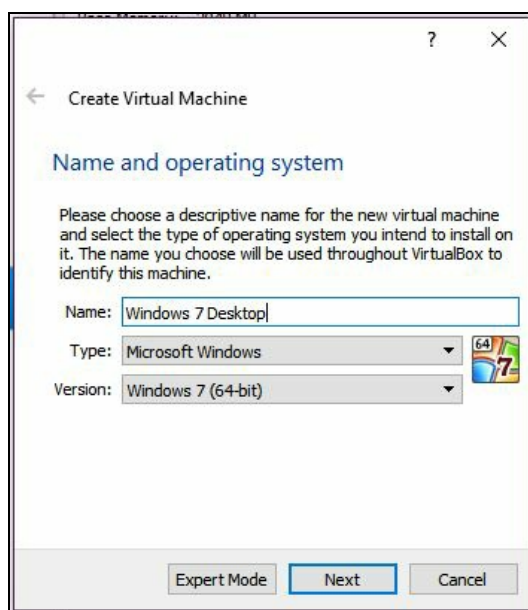 ?
Create Virtual Machine
Name and operating system
Please choose a descriptive name for the new virtual machine
and select the type of operating system you intend to install on
it. The name you choose will be used throughout VirtualBox to
identify this machine.
Name: Windows 7 Desktop
Type: Microsoft Windows
64
7
Version: Windows 7 (64-bit)
Expert Mode Next Cancel